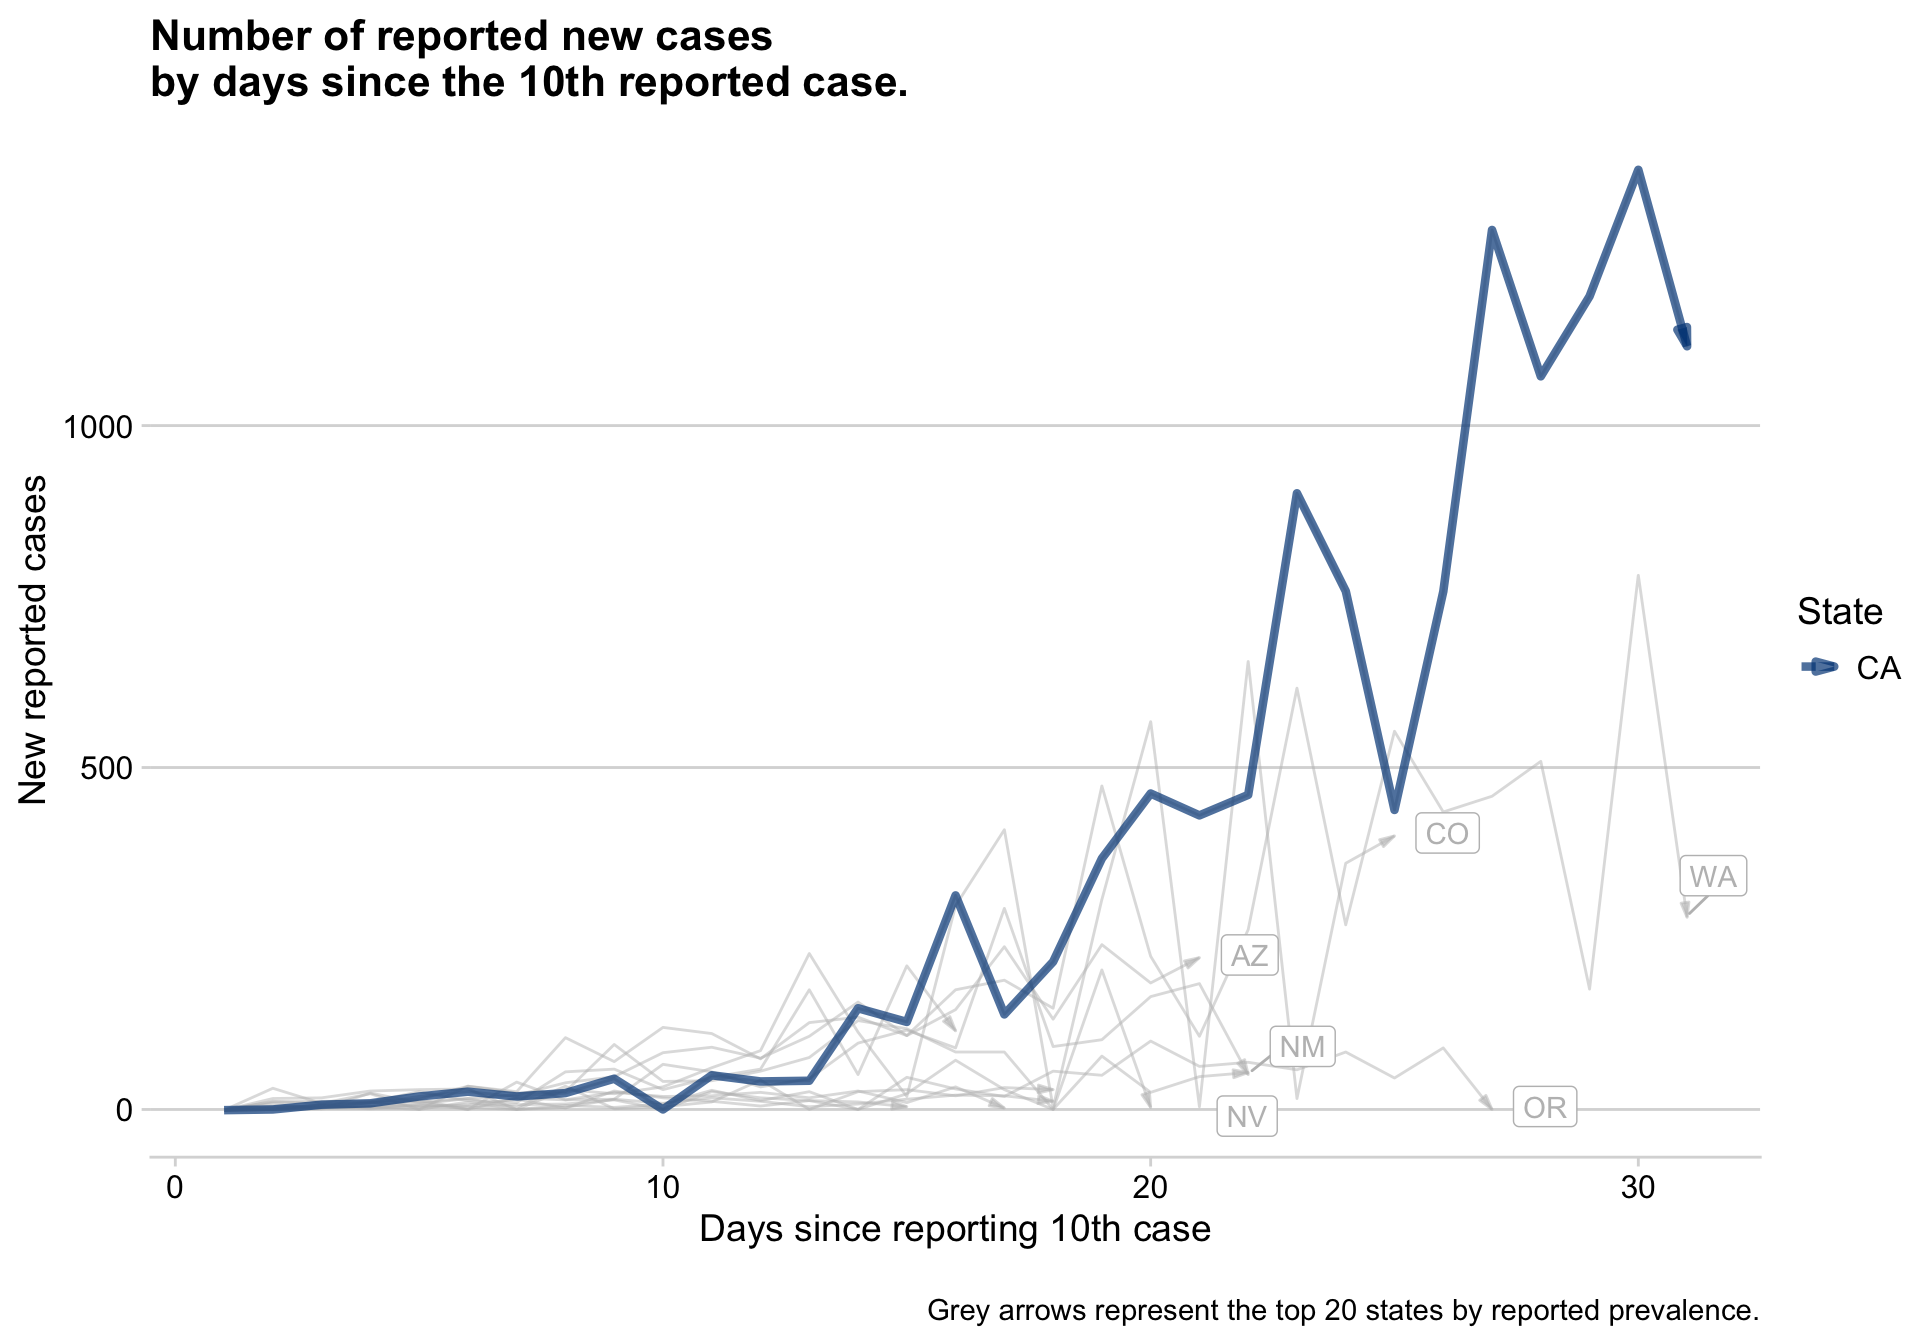 Number of reported new cases
by days since the 10th reported case.
New reported cases
1000
500
0
CO
WA
AZ
NM
NV
OR
State
CA
0 10 20 30
Days since reporting 10th case
Grey arrows represent the top 20 states by reported prevalence.